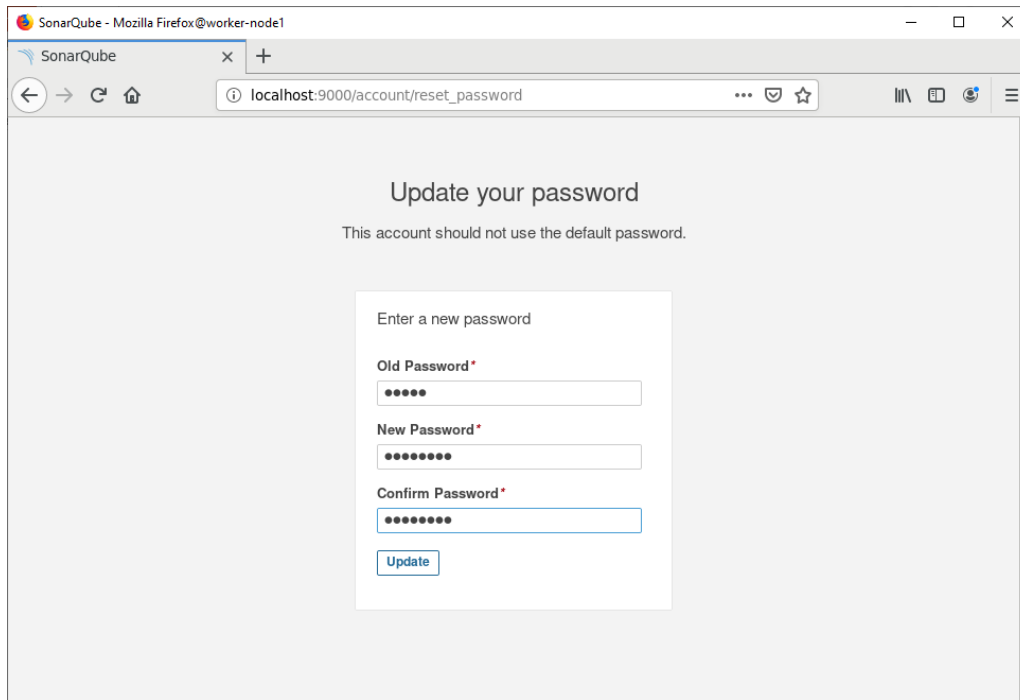 SonarQube - Mozilla Firefox@worker-node1
SonarQube
localhost:9000/account/reset_password
Update your password
This account should not use the default password.
Enter a new password
Old Password*
●●●●●
New Password*
●●●●●●●●
Confirm Password*
●●●●●●●●
Update